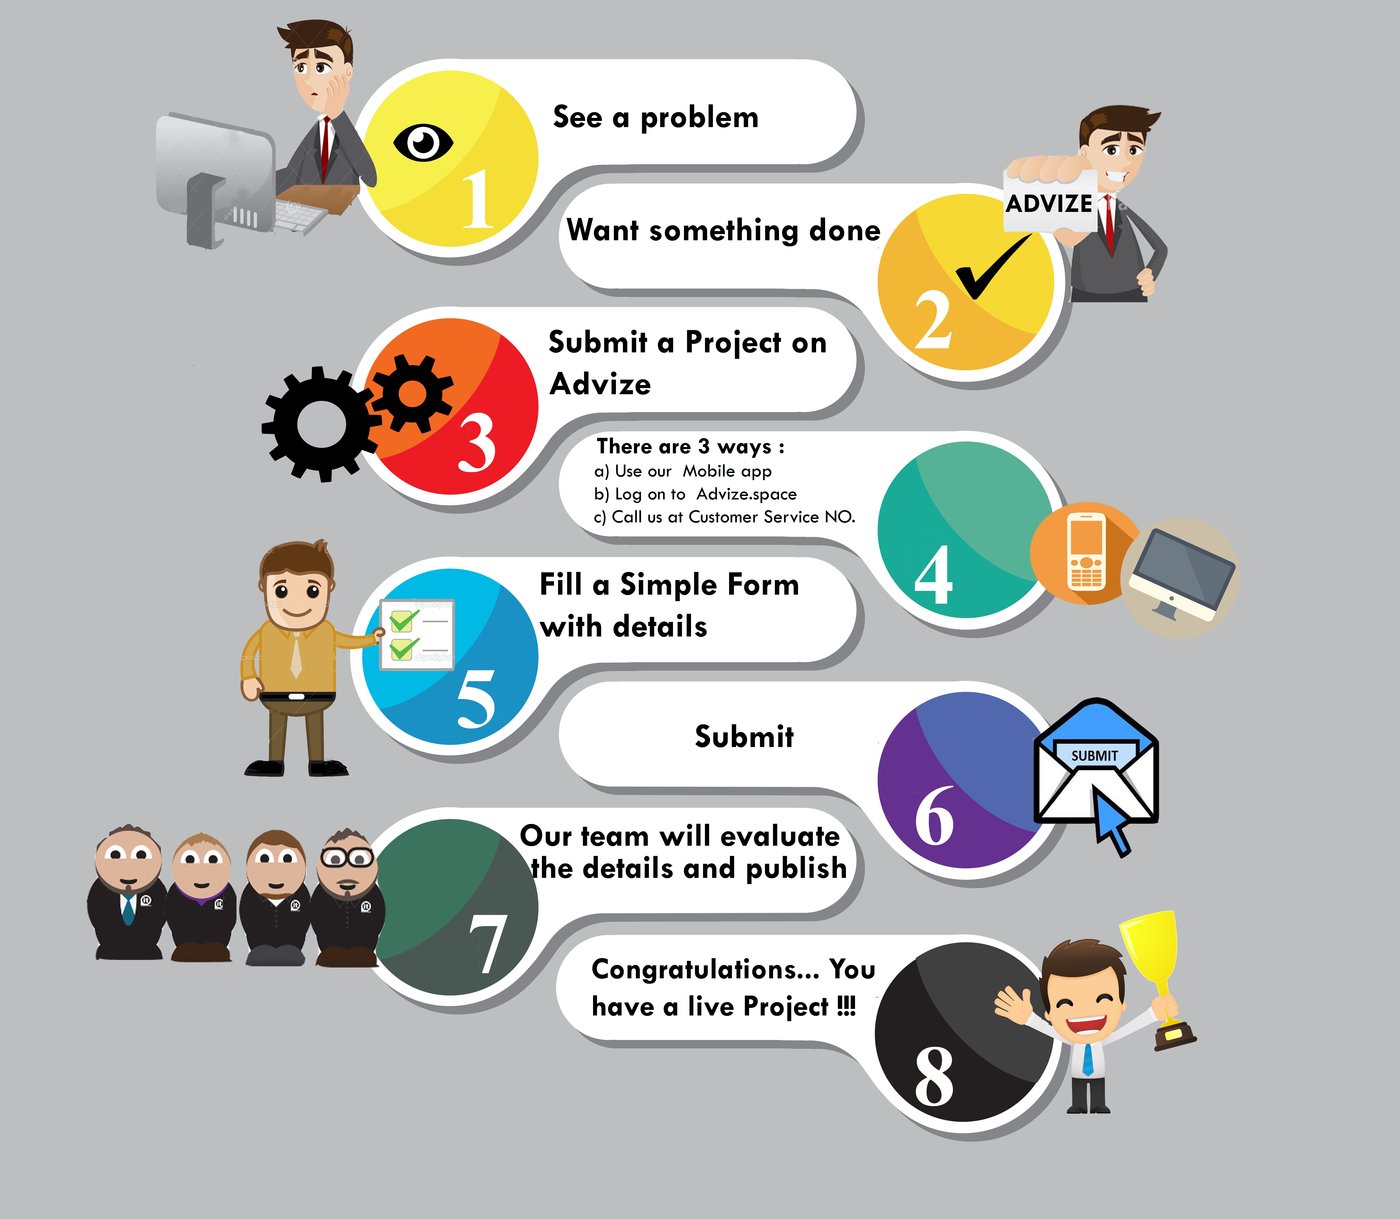 See a problem
1
ADVIZE
Want something done
2
Submit a Project on
Advize
3
There are 3 ways :
a) Use our Mobile app
b) Log on to Advize.space
c) Call us at Customer Service NO.
4
Fill a Simple Form
with details
5
Submit
SUBMIT
6
Our team will evaluate
the details and publish
7
Congratulations... You
have a live Project !!!
8